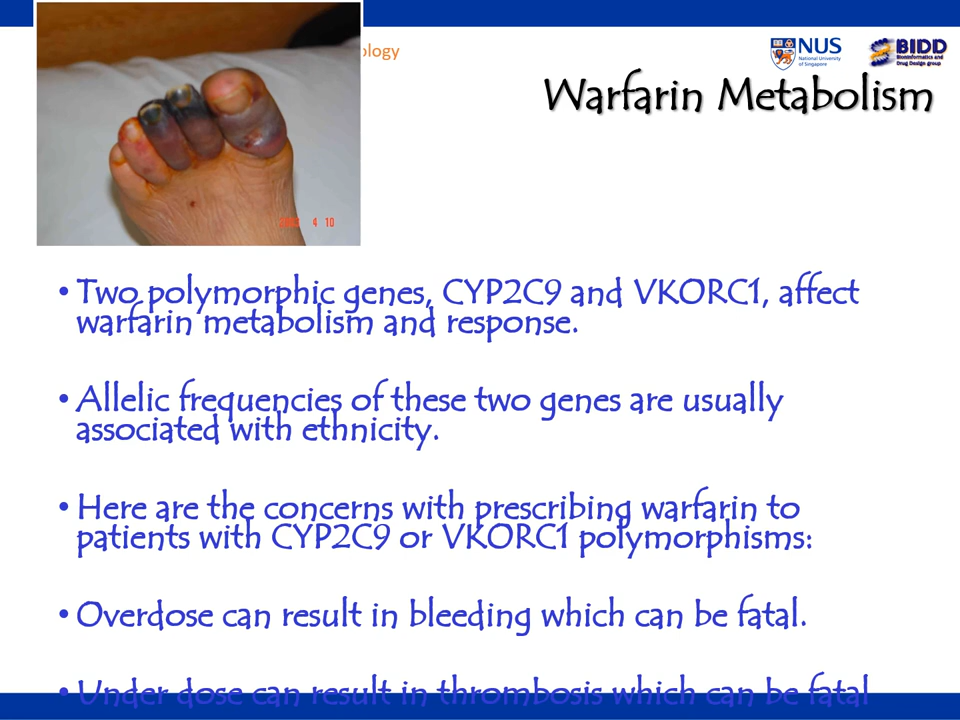 ology
NUS
National University
of Singapore
BIDD
Bioinformatics and
Drug Design group
Warfarin Metabolism
4 10
• Two polymorphic genes, CYP2C9 and VKORC1, affect
warfarin metabolism and response.
• Allelic frequencies of these two genes are usually
associated with ethnicity.
• Here are the concerns with prescribing warfarin to
patients with CYP2C9 or VKORC1 polymorphisms:
• Overdose can result in bleeding which can be fatal.
• Under dose can result in thrombosis which can be fatal